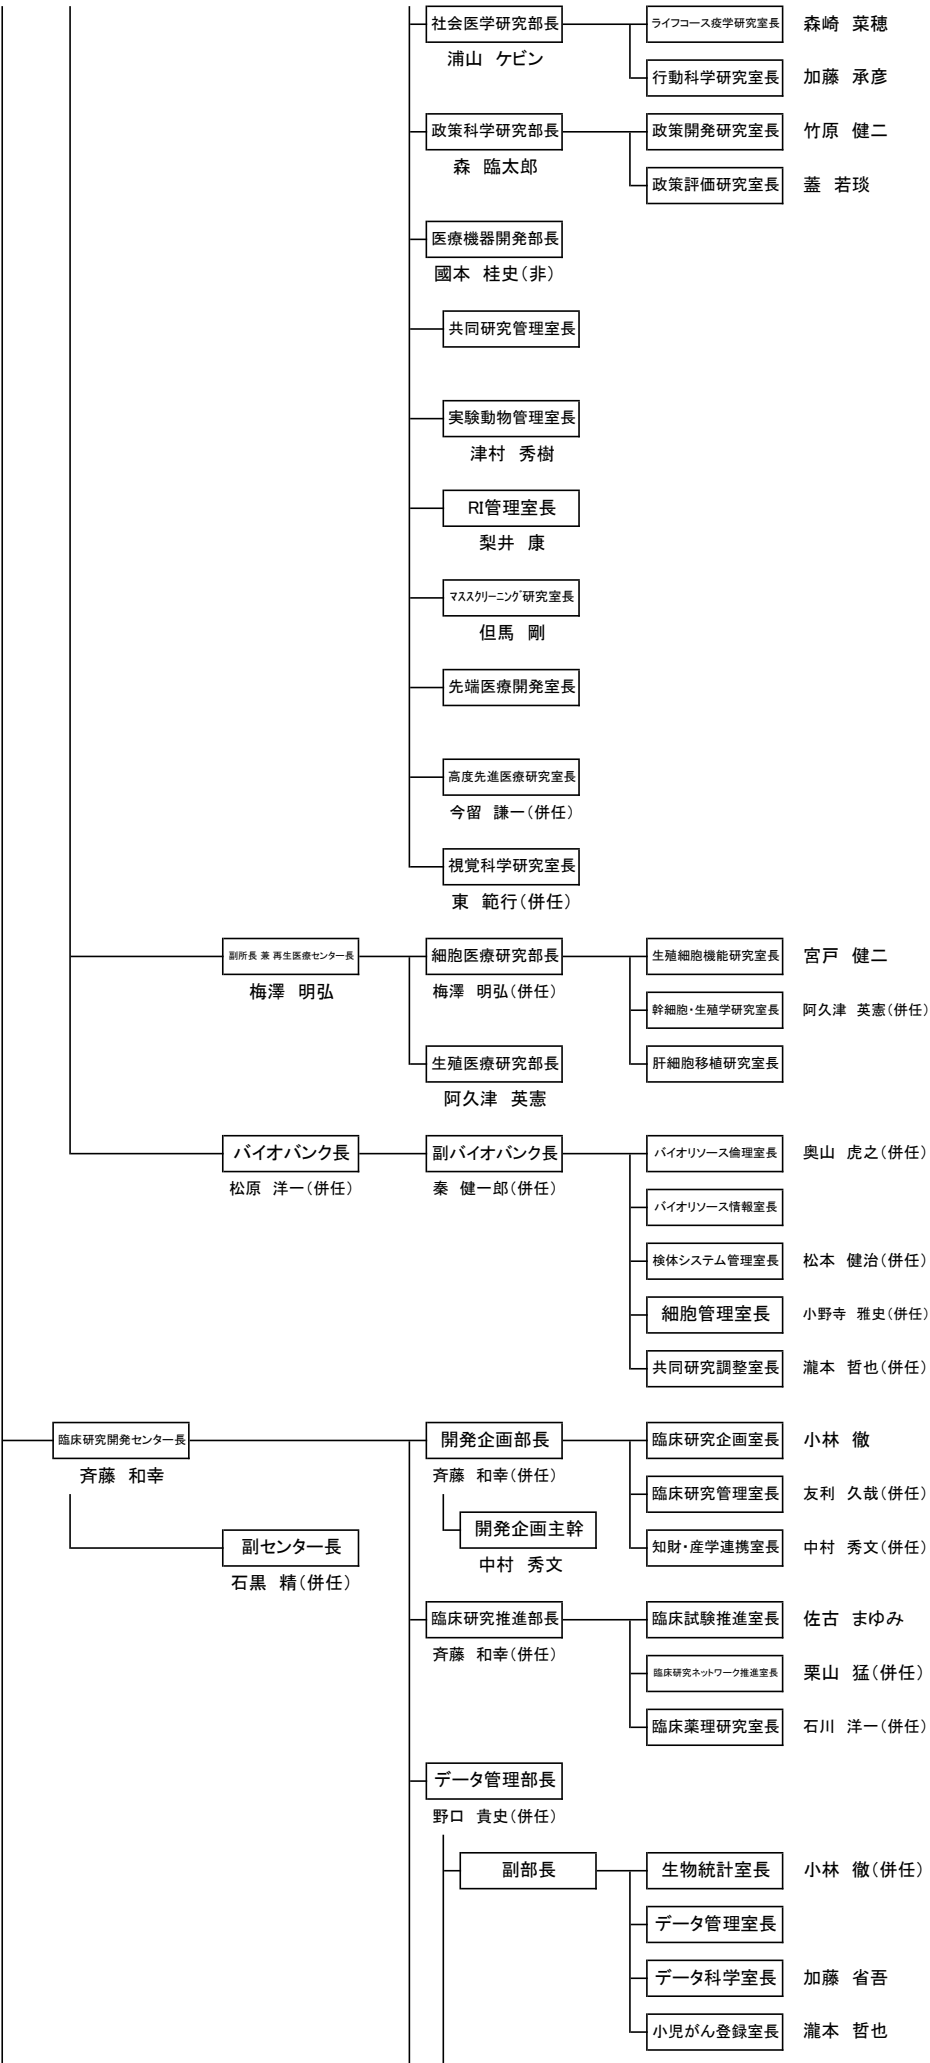 社会医学研究部長 ライフコース疫学研究室長 森崎 菜穂
浦山 ケビン
行動科学研究室長 加藤 承彦
政策科学研究部長 政策開発研究室長 竹原 健二
森 臨太郎
政策評価研究室長 蓋 若琰
医療機器開発部長
國本 桂史(非)
共同研究管理室長
実験動物管理室長
津村 秀樹
RI管理室長
梨井 康
マススクリーニング研究室長
但馬 剛
先端医療開発室長
高度先進医療研究室長
今留 謙一(併任)
視覚科学研究室長
東 範行(併任)
副所長 兼 再生医療センター長 細胞医療研究部長 生殖細胞機能研究室長 宮戸 健二
梅澤 明弘 梅澤 明弘(併任)
幹細胞・生殖学研究室長 阿久津 英憲(併任)
生殖医療研究部長 肝細胞移植研究室長
阿久津 英憲
バイオバンク長 副バイオバンク長 バイオリソース倫理室長 奥山 虎之(併任)
松原 洋一(併任) 秦 健一郎(併任)
バイオリソース情報室長
検体システム管理室長 松本 健治(併任)
細胞管理室長 小野寺 雅史(併任)
共同研究調整室長 瀧本 哲也(併任)
臨床研究開発センター長 開発企画部長 臨床研究企画室長 小林 徹
斉藤 和幸 斉藤 和幸(併任)
臨床研究管理室長 友利 久哉(併任)
開発企画主幹
副センター長 知財・産学連携室長 中村 秀文(併任)
中村 秀文
石黒 精(併任)
臨床研究推進部長 臨床試験推進室長 佐古 まゆみ
斉藤 和幸(併任)
臨床研究ネットワーク推進室長 栗山 猛(併任)
臨床薬理研究室長 石川 洋一(併任)
データ管理部長
野口 貴史(併任)
副部長 生物統計室長 小林 徹(併任)
データ管理室長
データ科学室長 加藤 省吾
小児がん登録室長 瀧本 哲也